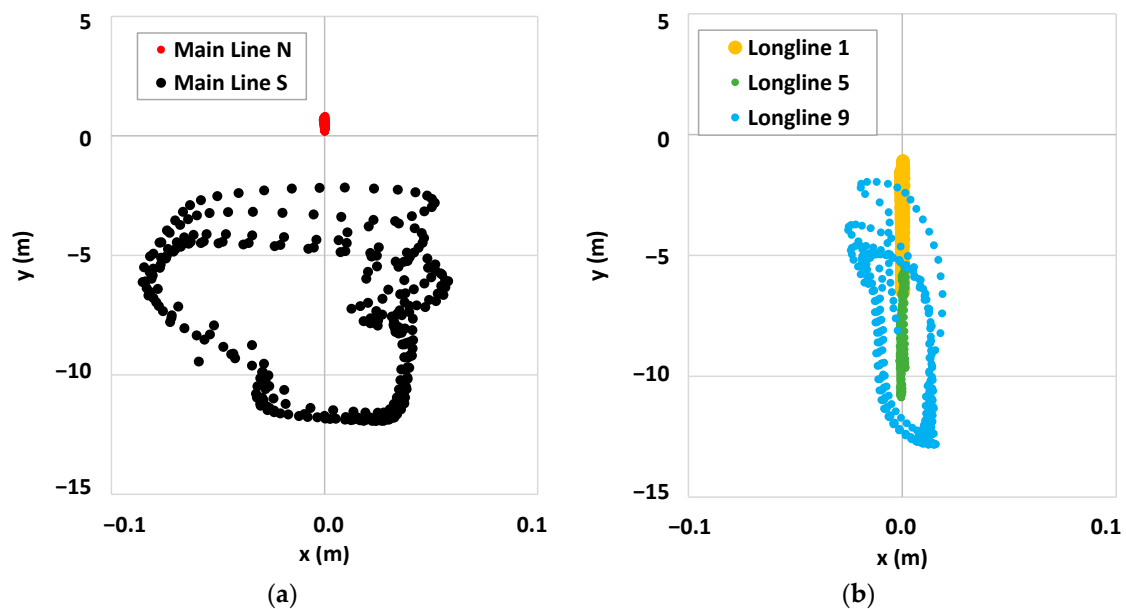 5
0
−5
−10
−15
y (m)
Main Line N
Main Line S
−0.1
0.0
0.1
x (m)
(a)
5
0
−5
−10
−15
y (m)
Longline 1
Longline 5
Longline 9
−0.1
0.0
0.1
x (m)
(b)